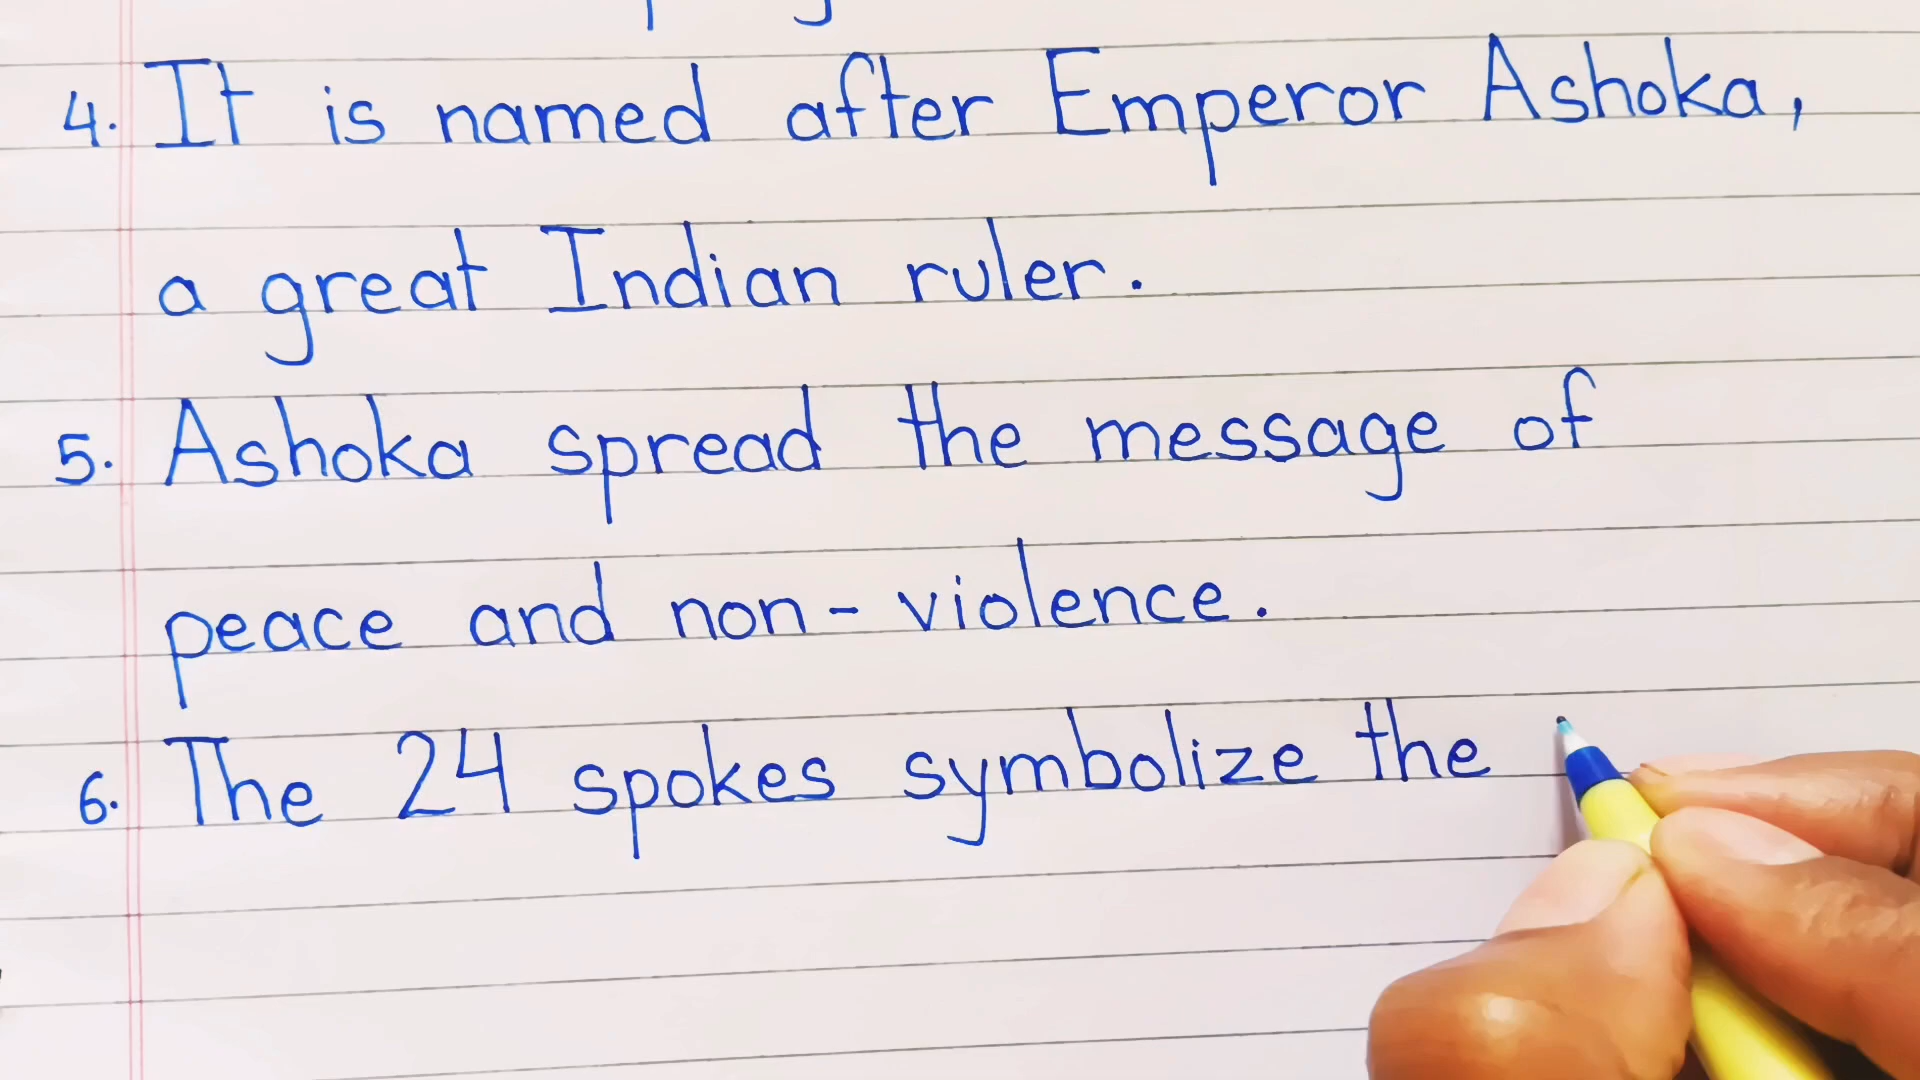 4. It is named after Emperor Ashoka,
a great Indian ruler.
5. Ashoka spread the message of
peace and non-violence.
6. The 24 spokes symbolize the